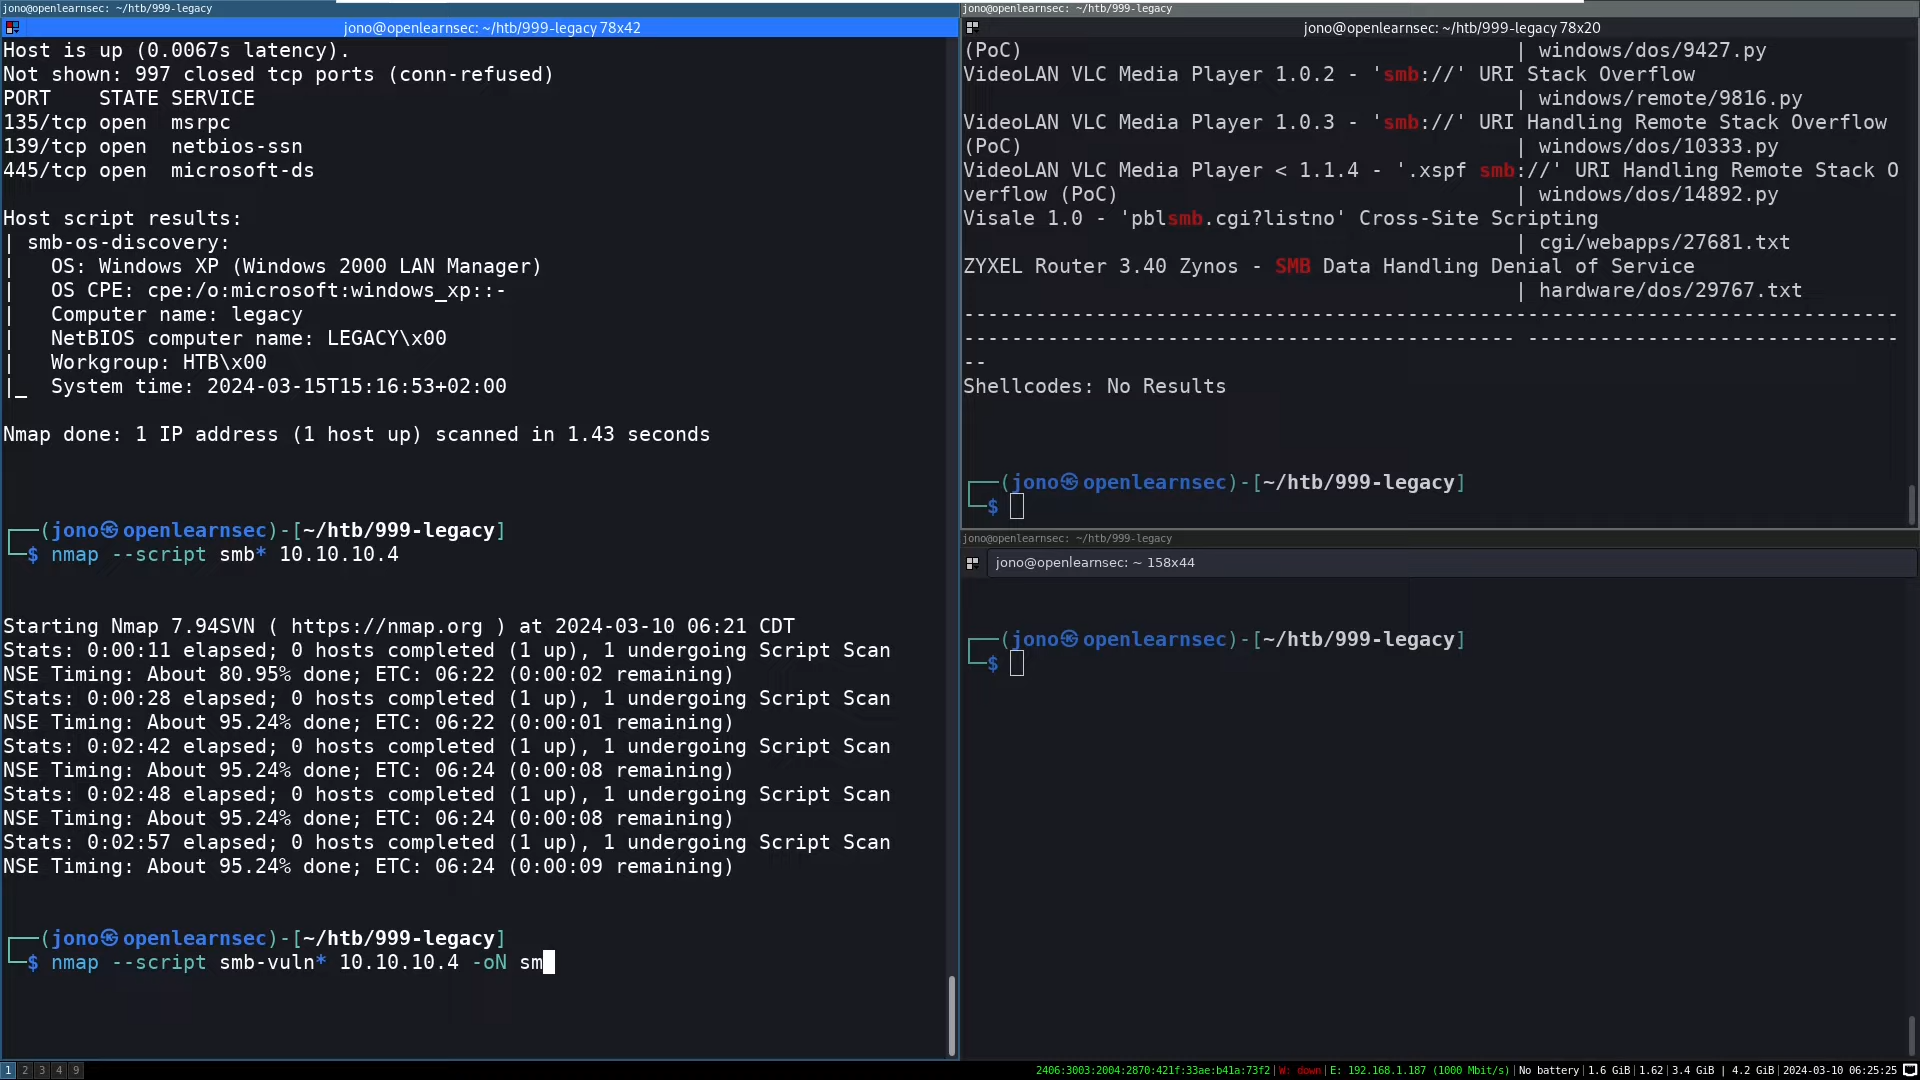 jono@openlearnsec: ~/htb/999-legacy
jono@openlearnsec: ~/htb/999-legacy 78x42
Host is up (0.0067s latency).
Not shown: 997 closed tcp ports (conn-refused)
PORT    STATE SERVICE
135/tcp open  msrpc
139/tcp open  netbios-ssn
445/tcp open  microsoft-ds
Host script results:
| smb-os-discovery:
|   OS: Windows XP (Windows 2000 LAN Manager)
|   OS CPE: cpe:/o:microsoft:windows_xp::-
|   Computer name: legacy
|   NetBIOS computer name: LEGACY\x00
|   Workgroup: HTB\x00
|_  System time: 2024-03-15T15:16:53+02:00
Nmap done: 1 IP address (1 host up) scanned in 1.43 seconds
┌──(jono㉿openlearnsec)-[~/htb/999-legacy]
└─$ nmap --script smb* 10.10.10.4
Starting Nmap 7.94SVN ( https://nmap.org ) at 2024-03-10 06:21 CDT
Stats: 0:00:11 elapsed; 0 hosts completed (1 up), 1 undergoing Script Scan
NSE Timing: About 80.95% done; ETC: 06:22 (0:00:02 remaining)
Stats: 0:00:28 elapsed; 0 hosts completed (1 up), 1 undergoing Script Scan
NSE Timing: About 95.24% done; ETC: 06:22 (0:00:01 remaining)
Stats: 0:02:42 elapsed; 0 hosts completed (1 up), 1 undergoing Script Scan
NSE Timing: About 95.24% done; ETC: 06:24 (0:00:08 remaining)
Stats: 0:02:48 elapsed; 0 hosts completed (1 up), 1 undergoing Script Scan
NSE Timing: About 95.24% done; ETC: 06:24 (0:00:08 remaining)
Stats: 0:02:57 elapsed; 0 hosts completed (1 up), 1 undergoing Script Scan
NSE Timing: About 95.24% done; ETC: 06:24 (0:00:09 remaining)
┌──(jono㉿openlearnsec)-[~/htb/999-legacy]
└─$ nmap --script smb-vuln* 10.10.10.4 -oN sm
jono@openlearnsec: ~/htb/999-legacy
jono@openlearnsec: ~/htb/999-legacy 78x20
(PoC)                                         | windows/dos/9427.py
VideoLAN VLC Media Player 1.0.2 - 'smb://' URI Stack Overflow
| windows/remote/9816.py
VideoLAN VLC Media Player 1.0.3 - 'smb://' URI Handling Remote Stack Overflow
(PoC)                                         | windows/dos/10333.py
VideoLAN VLC Media Player < 1.1.4 - '.xspf smb://' URI Handling Remote Stack O
verflow (PoC)                                 | windows/dos/14892.py
Visale 1.0 - 'pblsmb.cgi?listno' Cross-Site Scripting
| cgi/webapps/27681.txt
ZYXEL Router 3.40 Zynos - SMB Data Handling Denial of Service
| hardware/dos/29767.txt
------------------------------------------------------------------------------
---------------------------------------------- -------------------------------
--
Shellcodes: No Results
┌──(jono㉿openlearnsec)-[~/htb/999-legacy]
└─$
jono@openlearnsec: ~/htb/999-legacy
jono@openlearnsec: ~ 158x44
┌──(jono㉿openlearnsec)-[~/htb/999-legacy]
└─$
1 2 3 4 9
2406:3003:2004:2870:421f:33ae:b41a:73f2|W: down|E: 192.168.1.187 (1000 Mbit/s)|No battery|1.6 GiB|1.62|3.4 GiB | 4.2 GiB|2024-03-10 06:25:25